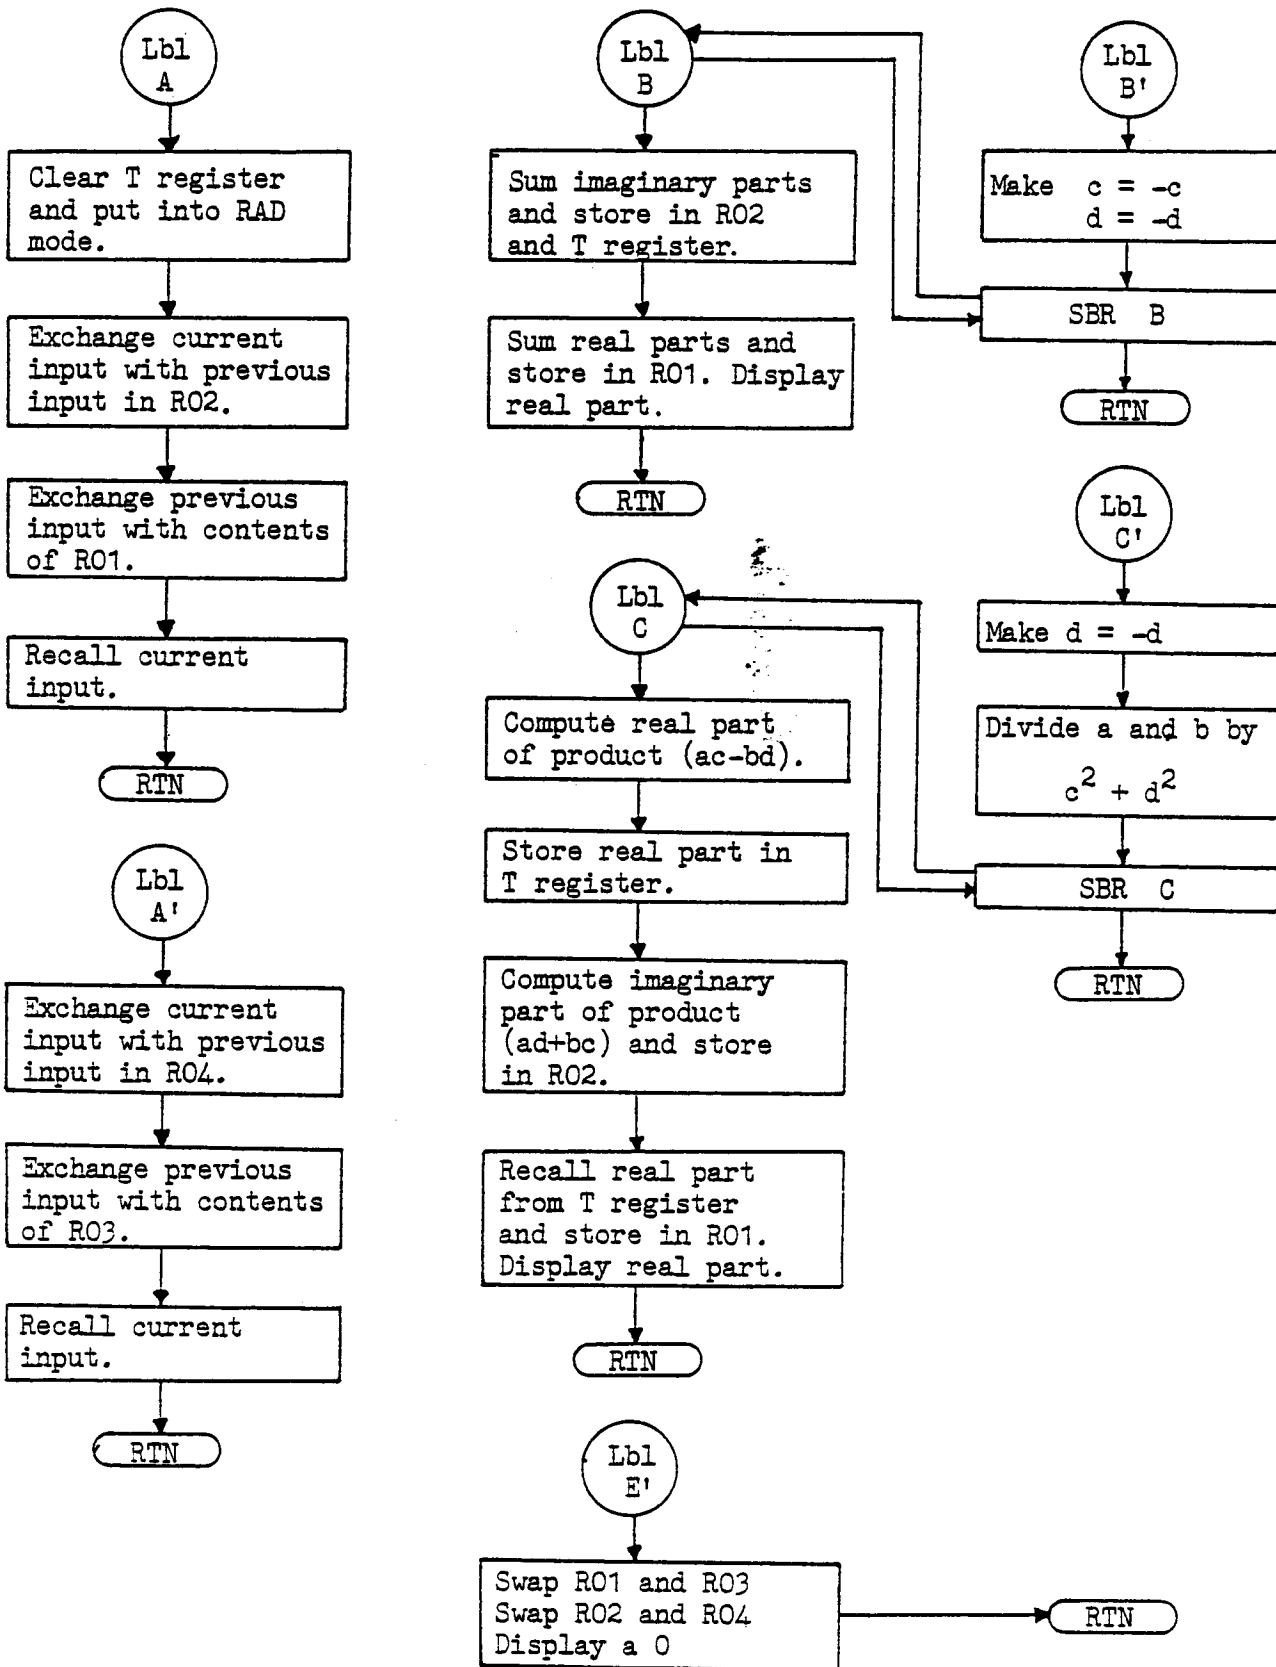 Lbl
A
Clear T register
and put into RAD
mode.
Exchange current
input with previous
input in R02.
Exchange previous
input with contents
of R01.
Recall current
input.
RTN
Lbl
A'
Exchange current
input with previous
input in R04.
Exchange previous
input with contents
of R03.
Recall current
input.
RTN
Lbl
B
Sum imaginary parts
and store in R02
and T register.
Sum real parts and
store in R01. Display
real part.
RTN
Lbl
C
Compute real part
of product (ac-bd).
Store real part in
T register.
Compute imaginary
part of product
(ad+bc) and store
in R02.
Recall real part
from T register
and store in R01.
Display real part.
RTN
Lbl
B'
Make c = -c
d = -d
SBR B
RTN
Lbl
C'
Make d = -d
Divide a and b by
c² + d²
SBR C
RTN
Lbl
E'
Swap R01 and R03
Swap R02 and R04
Display a 0
RTN